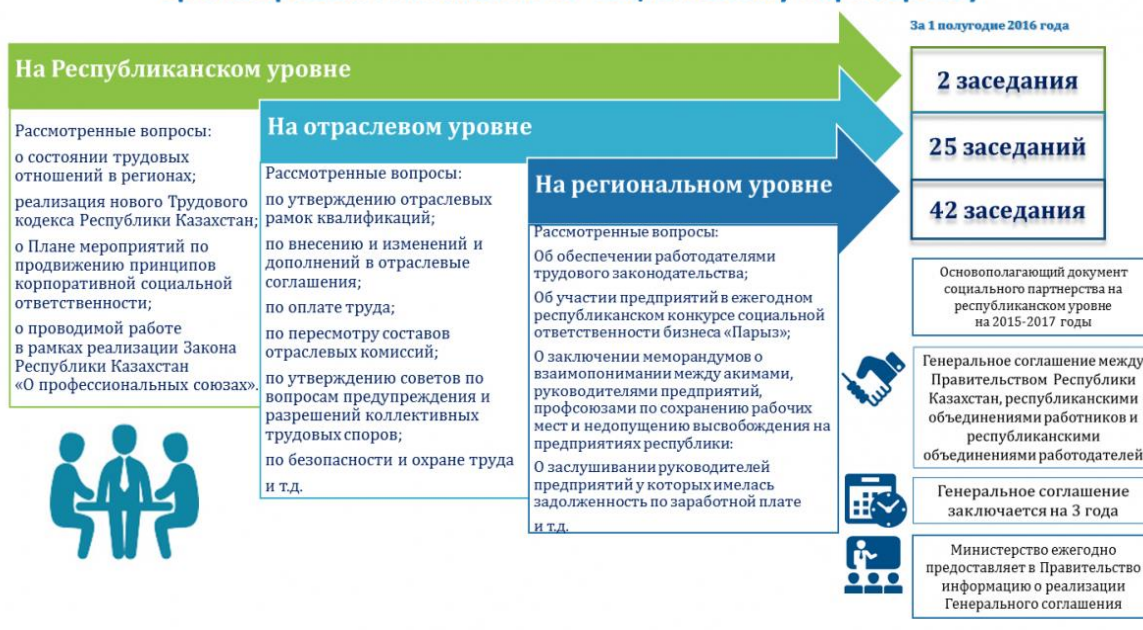 За 1 полугодие 2016 года
На Республиканском уровне
2 заседания
Рассмотренные вопросы:
о состоянии трудовых
отношений в регионах;
реализация нового Трудового
кодекса Республики Казахстан;
о Плане мероприятий по
продвижению принципов
корпоративной социальной
ответственности;
о проводимой работе
в рамках реализации Закона
Республики Казахстан
«О профессиональных союзах».
На отраслевом уровне
25 заседаний
Рассмотренные вопросы:
по утверждению отраслевых
рамок квалификаций;
по внесению и изменений и
дополнений в отраслевые
соглашения;
по оплате труда;
по пересмотру составов
отраслевых комиссий;
по утверждению советов по
вопросам предупреждения и
разрешений коллективных
трудовых споров;
по безопасности и охране труда
и т.д.
На региональном уровне
42 заседания
Рассмотренные вопросы:
Об обеспечении работодателями
трудового законодательства;
Об участии предприятий в ежегодном
республиканском конкурсе социальной
ответственности бизнеса «Парыз»;
О заключении меморандумов о
взаимопонимании между акимами,
руководителями предприятий,
профсоюзами по сохранению рабочих
мест и недопущению высвобождения на
предприятиях республики:
О заслушивании руководителей
предприятий у которых имелась
задолженность по заработной плате
и т.д.
Основополагающий документ
социального партнерства на
республиканском уровне
на 2015-2017 годы
Генеральное соглашение между
Правительством Республики
Казахстан, республиканскими
объединениями работников и
республиканскими
объединениями работодателей
Генеральное соглашение
заключается на 3 года
Министерство ежегодно
предоставляет в Правительство
информацию о реализации
Генерального соглашения